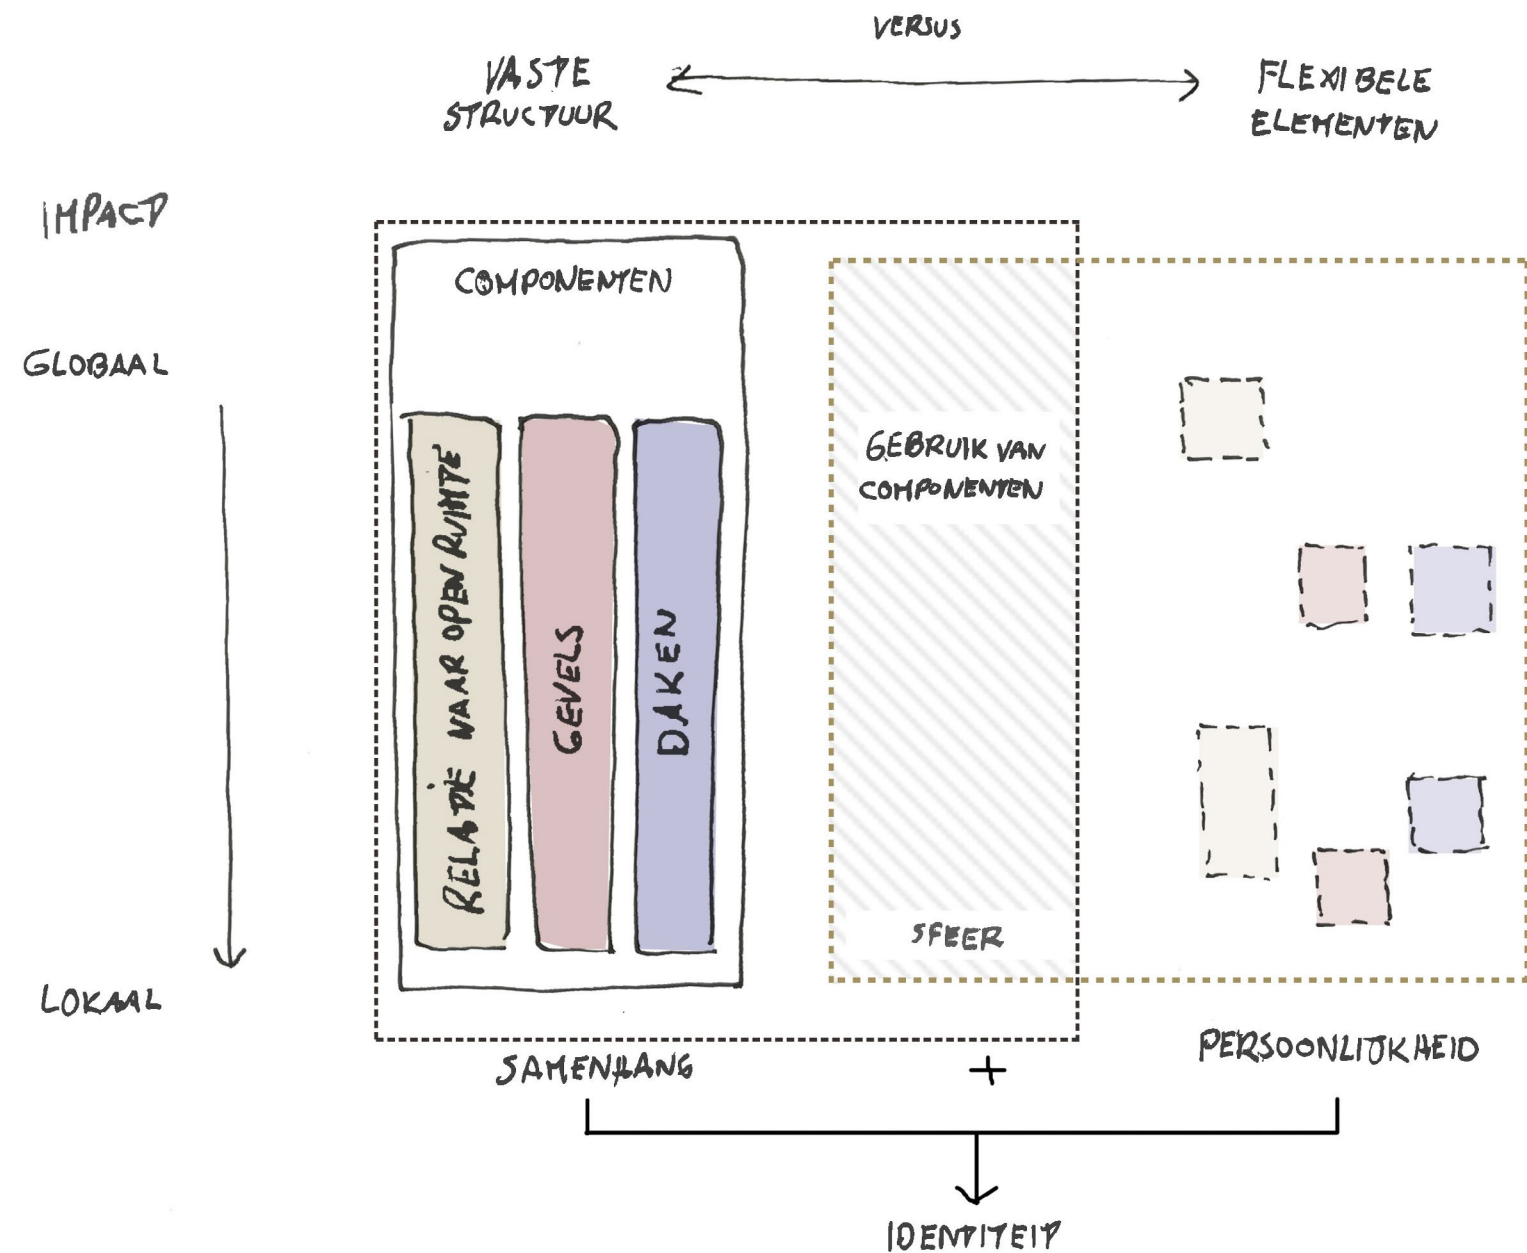 VERSUS
VASTE
STRUCTUUR
FLEXIBELE
ELEMENTEN
IMPACT
COMPONENTEN
GLOBAAL
RELATIE NAAR OPEN RUIMTE
GEVELS
DAKEN
GEBRUIK VAN
COMPONENTEN
SFEER
LOKAAL
SAMENHANG
+
PERSOONLIJKHEID
IDENTITEIT